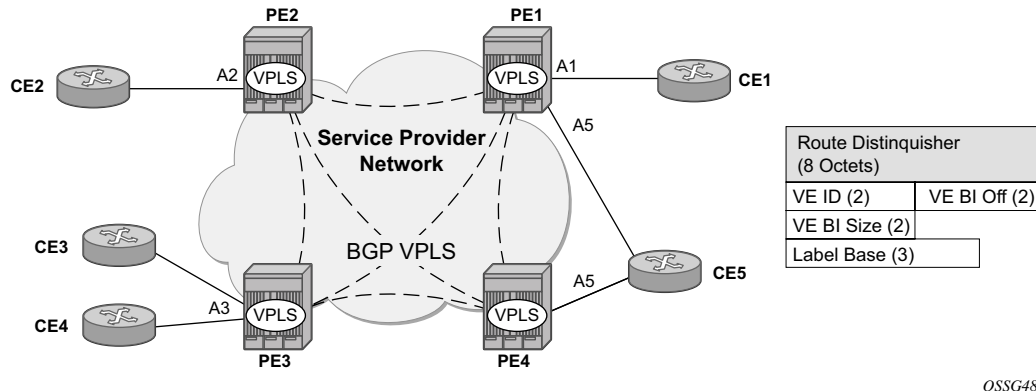 PE2
PE1
VPLS
VPLS
A2
A1
CE2
CE1
A5
Service Provider
Network
Route Distinquisher
(8 Octets)
VE ID (2)
VE BI Off (2)
VE BI Size (2)
Label Base (3)
CE3
BGP VPLS
A5
CE5
A3
VPLS
VPLS
CE4
PE3
PE4
OSSG48